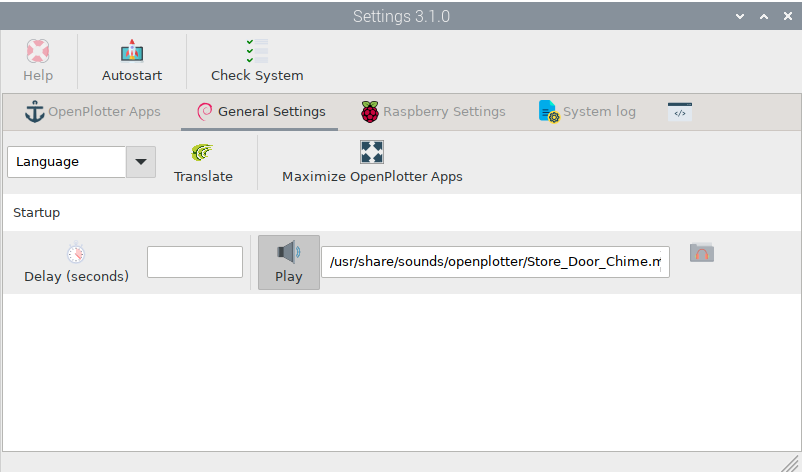 Settings 3.1.0
Help
Autostart
Check System
OpenPlotter Apps
General Settings
Raspberry Settings
System log
</>
Language
Translate
Maximize OpenPlotter Apps
Startup
Delay (seconds)
Play
/usr/share/sounds/openplotter/Store_Door_Chime.m